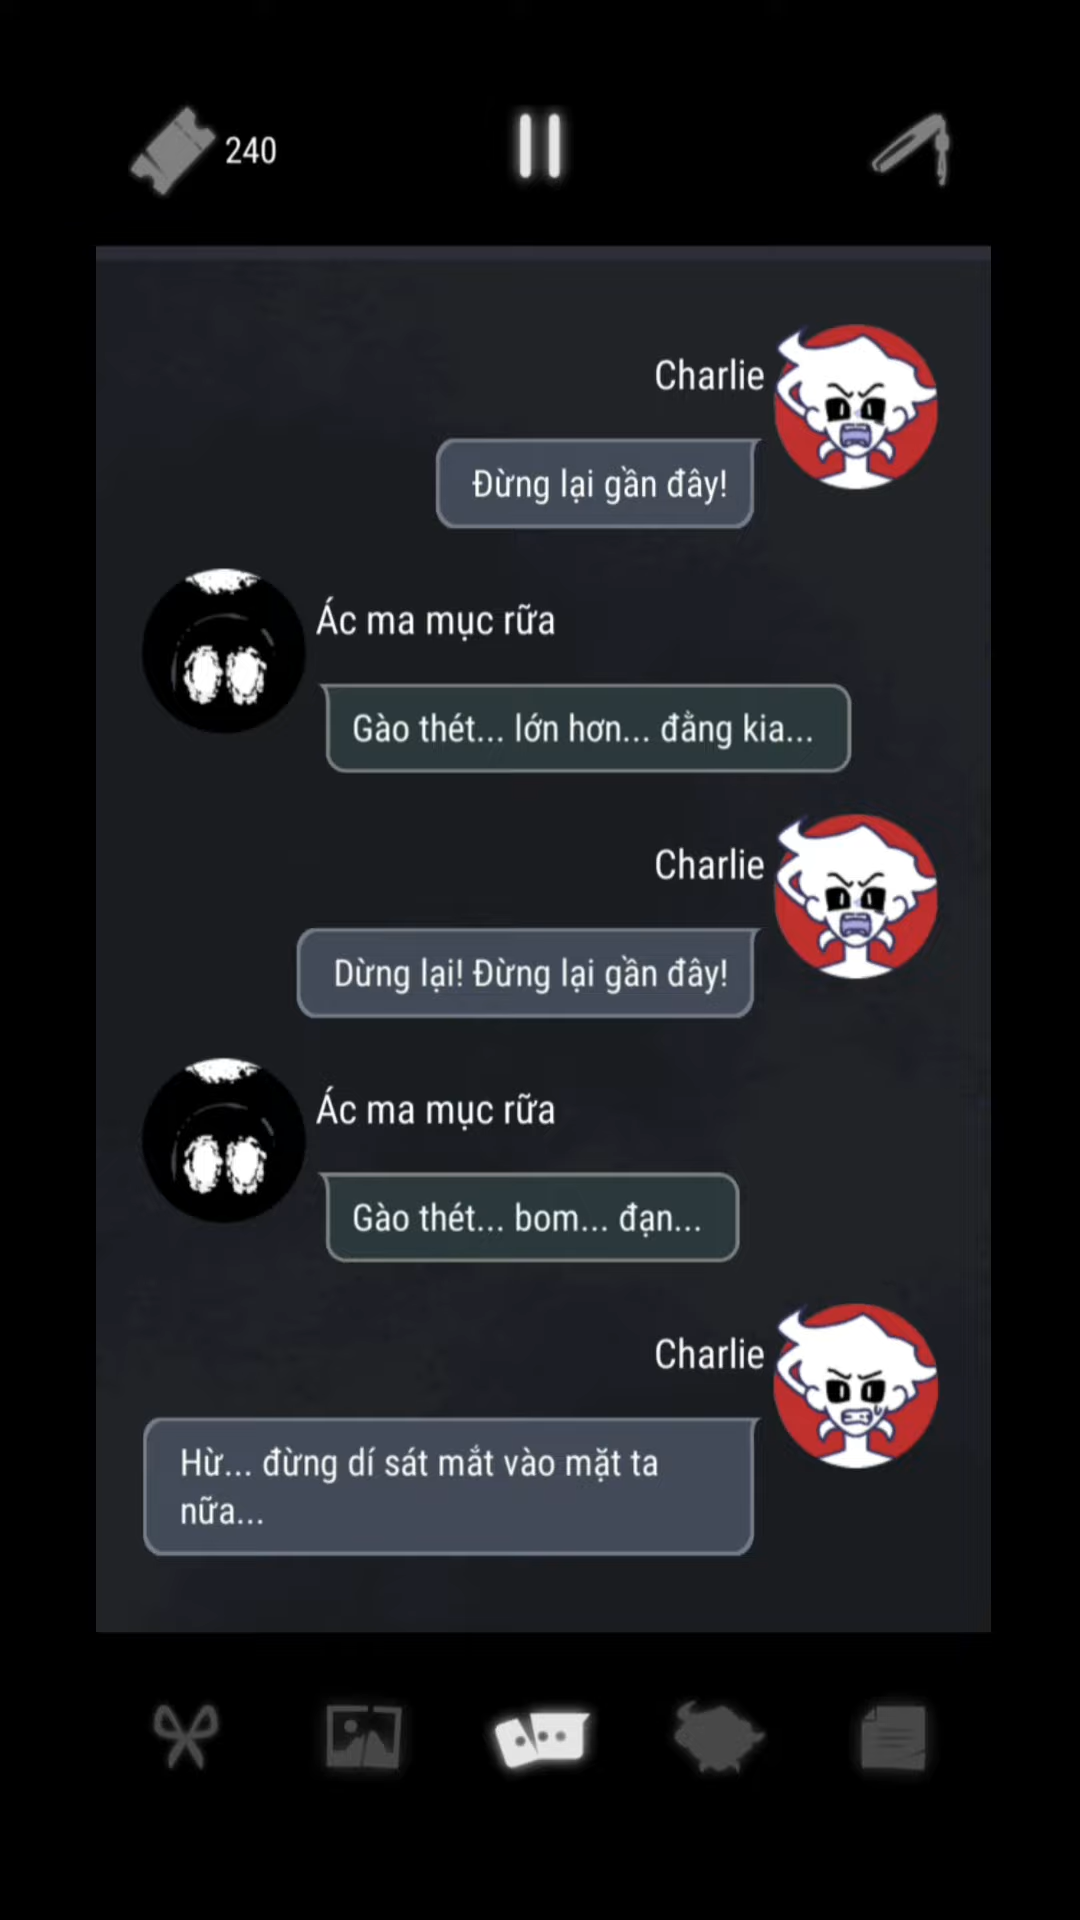 240
Charlie
Đừng lại gần đây!
Ác ma mục rữa
Gào thét... lớn hơn... đằng kia...
Charlie
Dừng lại! Đừng lại gần đây!
Ác ma mục rữa
Gào thét... bom... đạn...
Charlie
Hừ... đừng dí sát mắt vào mặt ta
nữa...